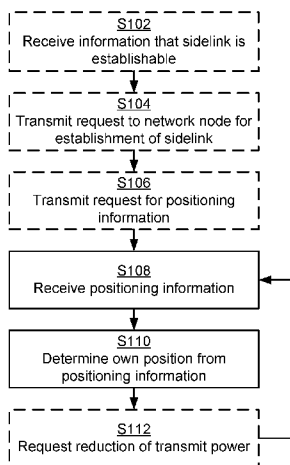 S102
Receive information that sidelink is
establishable
S104
Transmit request to network node for
establishment of sidelink
S106
Transmit request for positioning
information
S108
Receive positioning information
S110
Determine own position from
positioning information
S112
Request reduction of transmit power